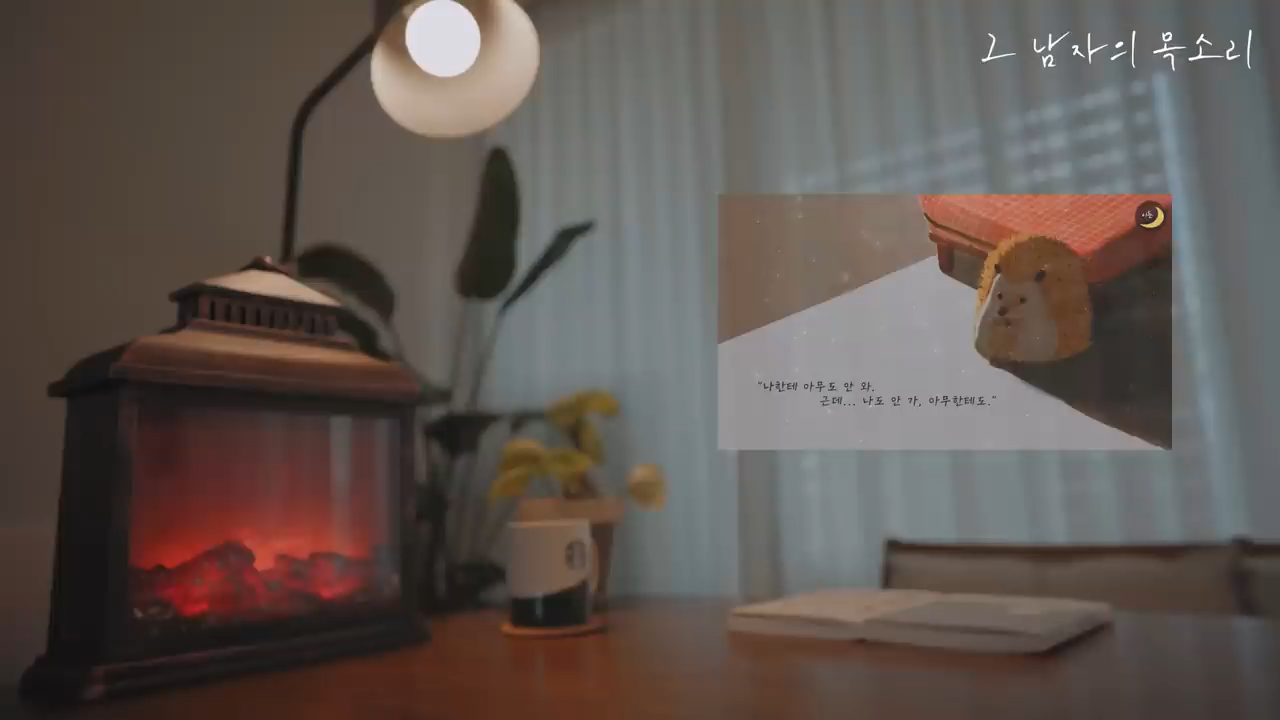 그 남자의 목소리
"나한테 아무도 안 와.
근데... 나도 안 가, 아무한테도."